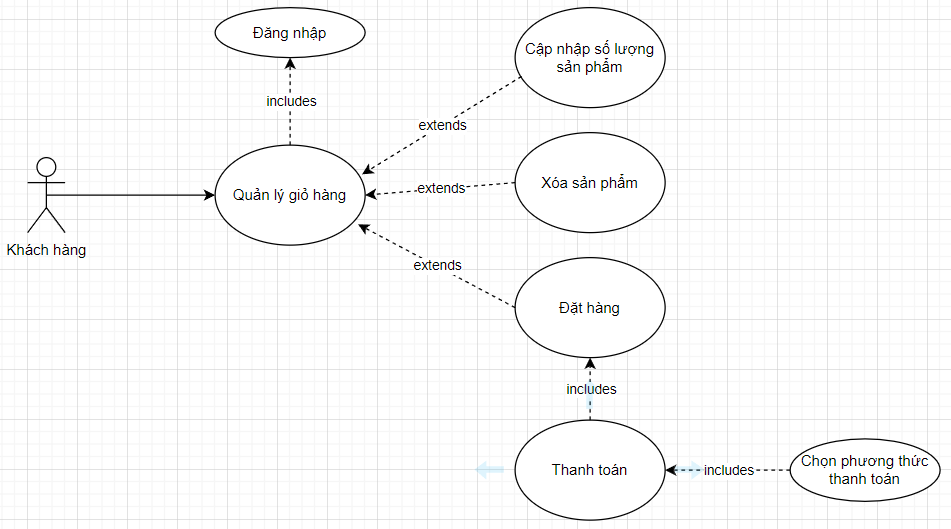 Đăng nhập
Cập nhập số lượng
sản phẩm
includes
extends
Quản lý giỏ hàng
extends
Xóa sản phẩm
Khách hàng
extends
Đặt hàng
includes
Thanh toán
includes
Chọn phương thức
thanh toán